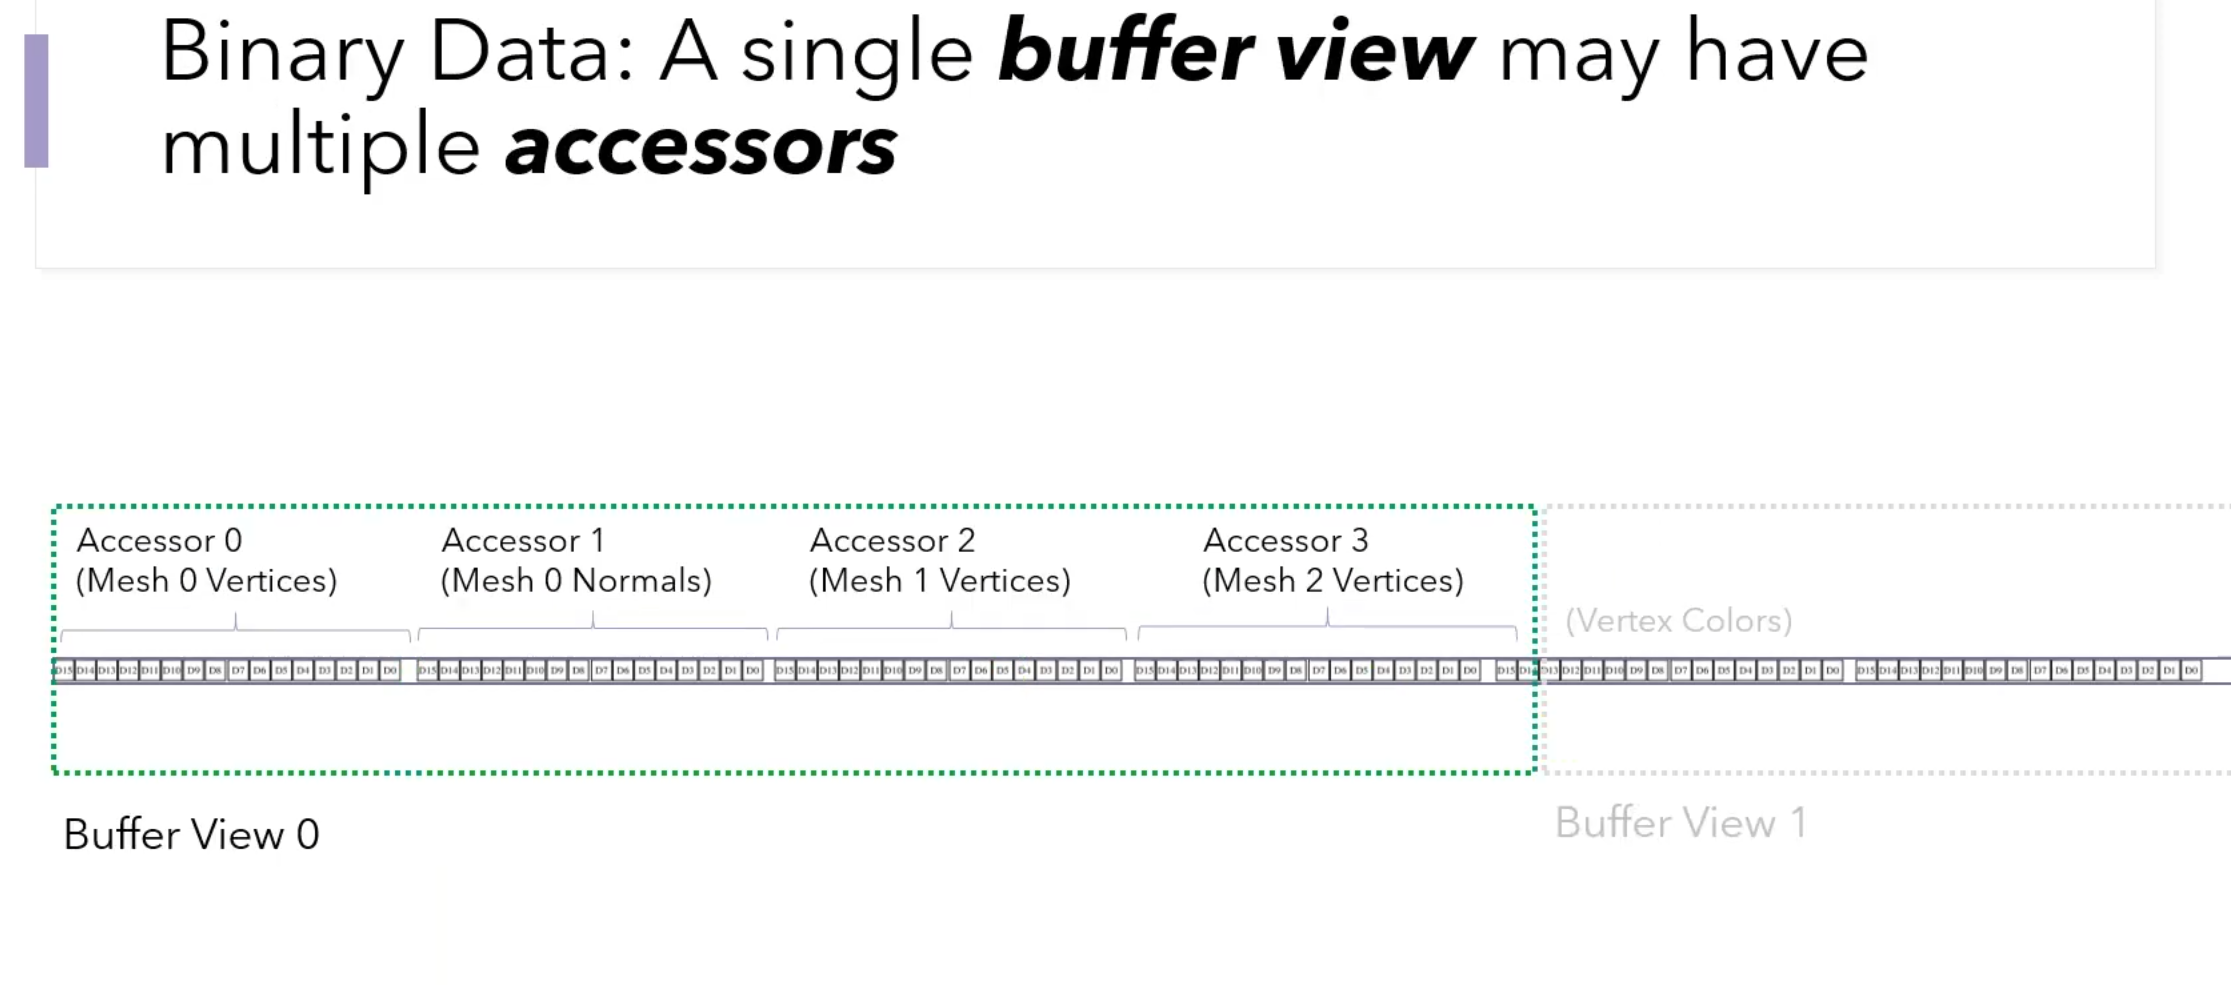 Binary Data: A single buffer view may have
multiple accessors
Accessor 0
(Mesh 0 Vertices)
Accessor 1
(Mesh 0 Normals)
Accessor 2
(Mesh 1 Vertices)
Accessor 3
(Mesh 2 Vertices)
(Vertex Colors)
D15 D14 D13 D12 D11 D10 D9 D8 D7 D6 D5 D4 D3 D2 D1 D0 D15 D14 D13 D12 D11 D10 D9 D8 D7 D6 D5 D4 D3 D2 D1 D0 D15 D14 D13 D12 D11 D10 D9 D8 D7 D6 D5 D4 D3 D2 D1 D0 D15 D14 D13 D12 D11 D10 D9 D8 D7 D6 D5 D4 D3 D2 D1 D0 D15 D14 D13 D12 D11 D10 D9 D8 D7 D6 D5 D4 D3 D2 D1 D0 D15 D14 D13 D12 D11 D10 D9 D8 D7 D6 D5 D4 D3 D2 D1 D0
Buffer View 0
Buffer View 1